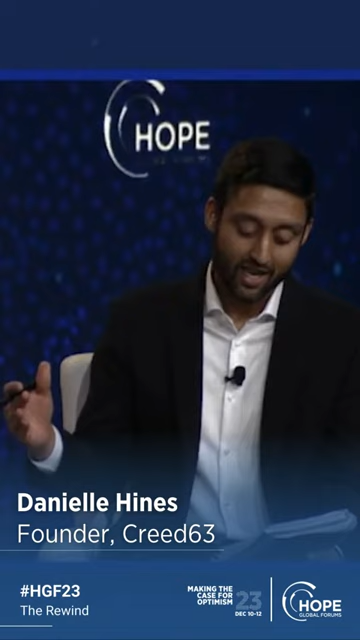 HOPE
Danielle Hines
Founder, Creed63
#HGF23
The Rewind
MAKING THE
CASE FOR
OPTIMISM
23
DEC 10-12
HOPE
GLOBAL FORUMS